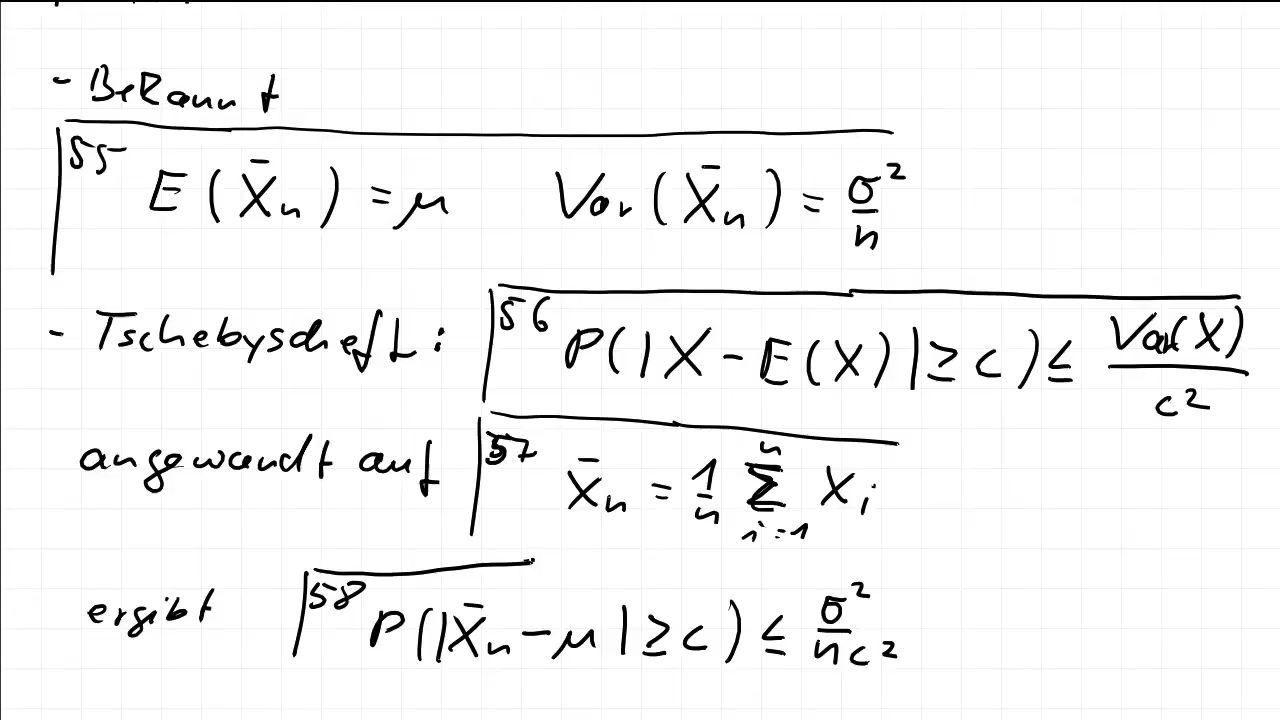 - Bekannt
55 E(X̄ₙ) = μ Var(X̄ₙ) = σ²/n
- Tschebyscheff: 56 P(|X - E(X)| ≥ c) ≤ Var(X)/c²
angewandt auf 57 X̄ₙ = 1/n ∑ᵢ₌₁ⁿ Xᵢ
ergibt 58 P(|X̄ₙ - μ| ≥ c) ≤ σ²/nc²